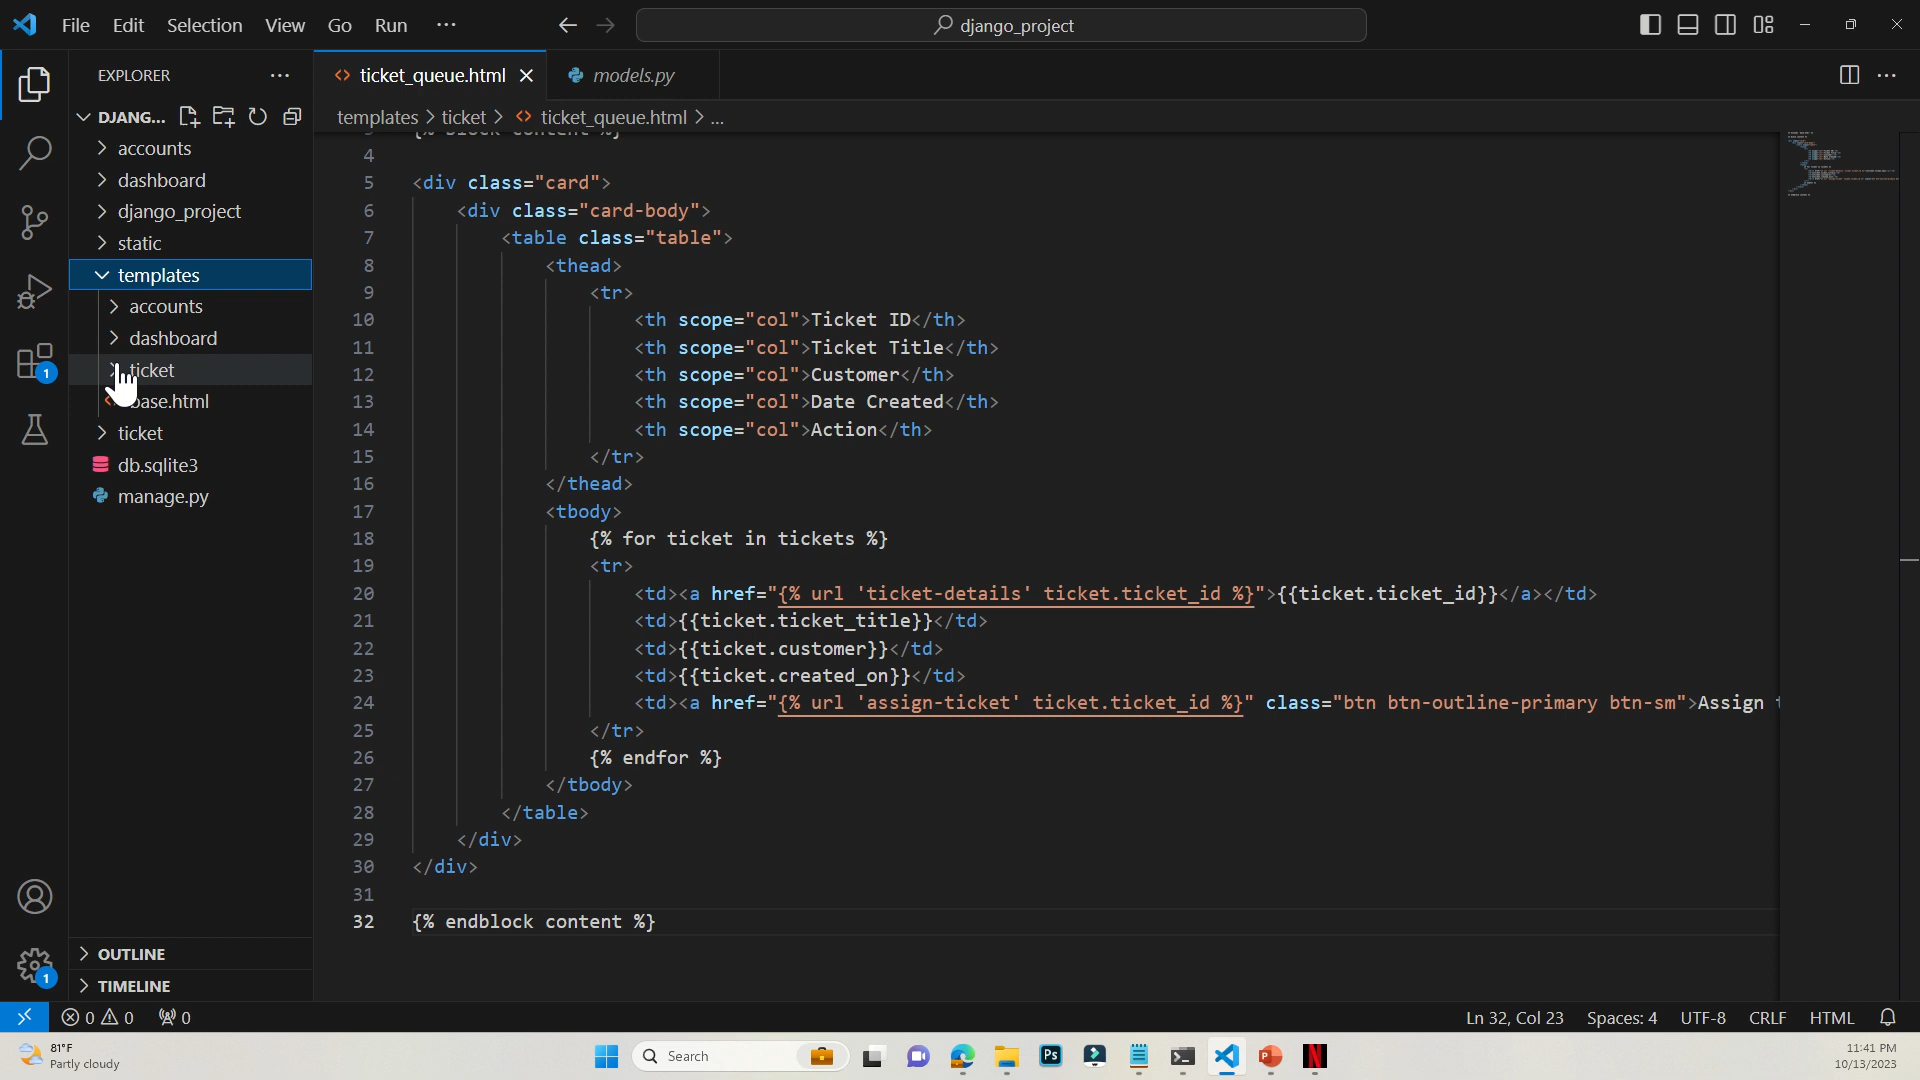 File Edit Selection View Go Run ···
django_project
EXPLORER ···
ticket_queue.html
models.py
DJANG...
templates > ticket > ticket_queue.html > ...
accounts
dashboard
django_project
static
templates
accounts
dashboard
ticket
base.html
ticket
db.sqlite3
manage.py
OUTLINE
TIMELINE
{% block content %}
4
5 <div class="card">
6 <div class="card-body">
7 <table class="table">
8 <thead>
9 <tr>
10 <th scope="col">Ticket ID</th>
11 <th scope="col">Ticket Title</th>
12 <th scope="col">Customer</th>
13 <th scope="col">Date Created</th>
14 <th scope="col">Action</th>
15 </tr>
16 </thead>
17 <tbody>
18 {% for ticket in tickets %}
19 <tr>
20 <td><a href="{% url 'ticket-details' ticket.ticket_id %}">{{ticket.ticket_id}}</a></td>
21 <td>{{ticket.ticket_title}}</td>
22 <td>{{ticket.customer}}</td>
23 <td>{{ticket.created_on}}</td>
24 <td><a href="{% url 'assign-ticket' ticket.ticket_id %}" class="btn btn-outline-primary btn-sm">Assign
25 </tr>
26 {% endfor %}
27 </tbody>
28 </table>
29 </div>
30 </div>
31
32 {% endblock content %}
1
1
0 0 0
Ln 32, Col 23 Spaces: 4 UTF-8 CRLF HTML
81°F
Partly cloudy
Search
Ps
P
N
11:41 PM
10/13/2023